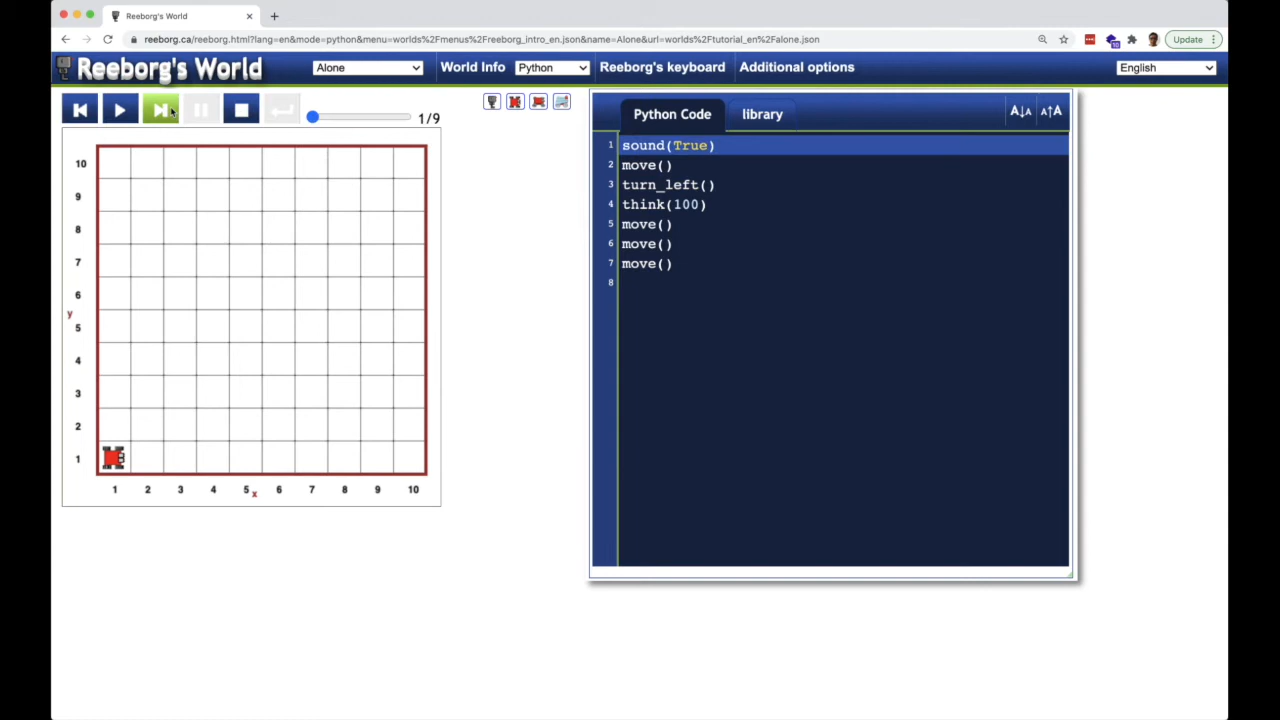 Reeborg's World
reeborg.ca/reeborg.html?lang=en&mode=python&menu=worlds%2Fmenus%2Freeborg_intro_en.json&name=Alone&url=worlds%2Ftutorial_en%2Falone.json
10
Update
Reeborg's World
Alone
World Info
Python
Reeborg's keyboard
Additional options
English
1/9
Python Code
library
A↓A
A↑A
1 sound(True)
2 move()
3 turn_left()
4 think(100)
5 move()
6 move()
7 move()
8
10
9
8
7
6
y
5
4
3
2
1
1 2 3 4 5 x 6 7 8 9 10